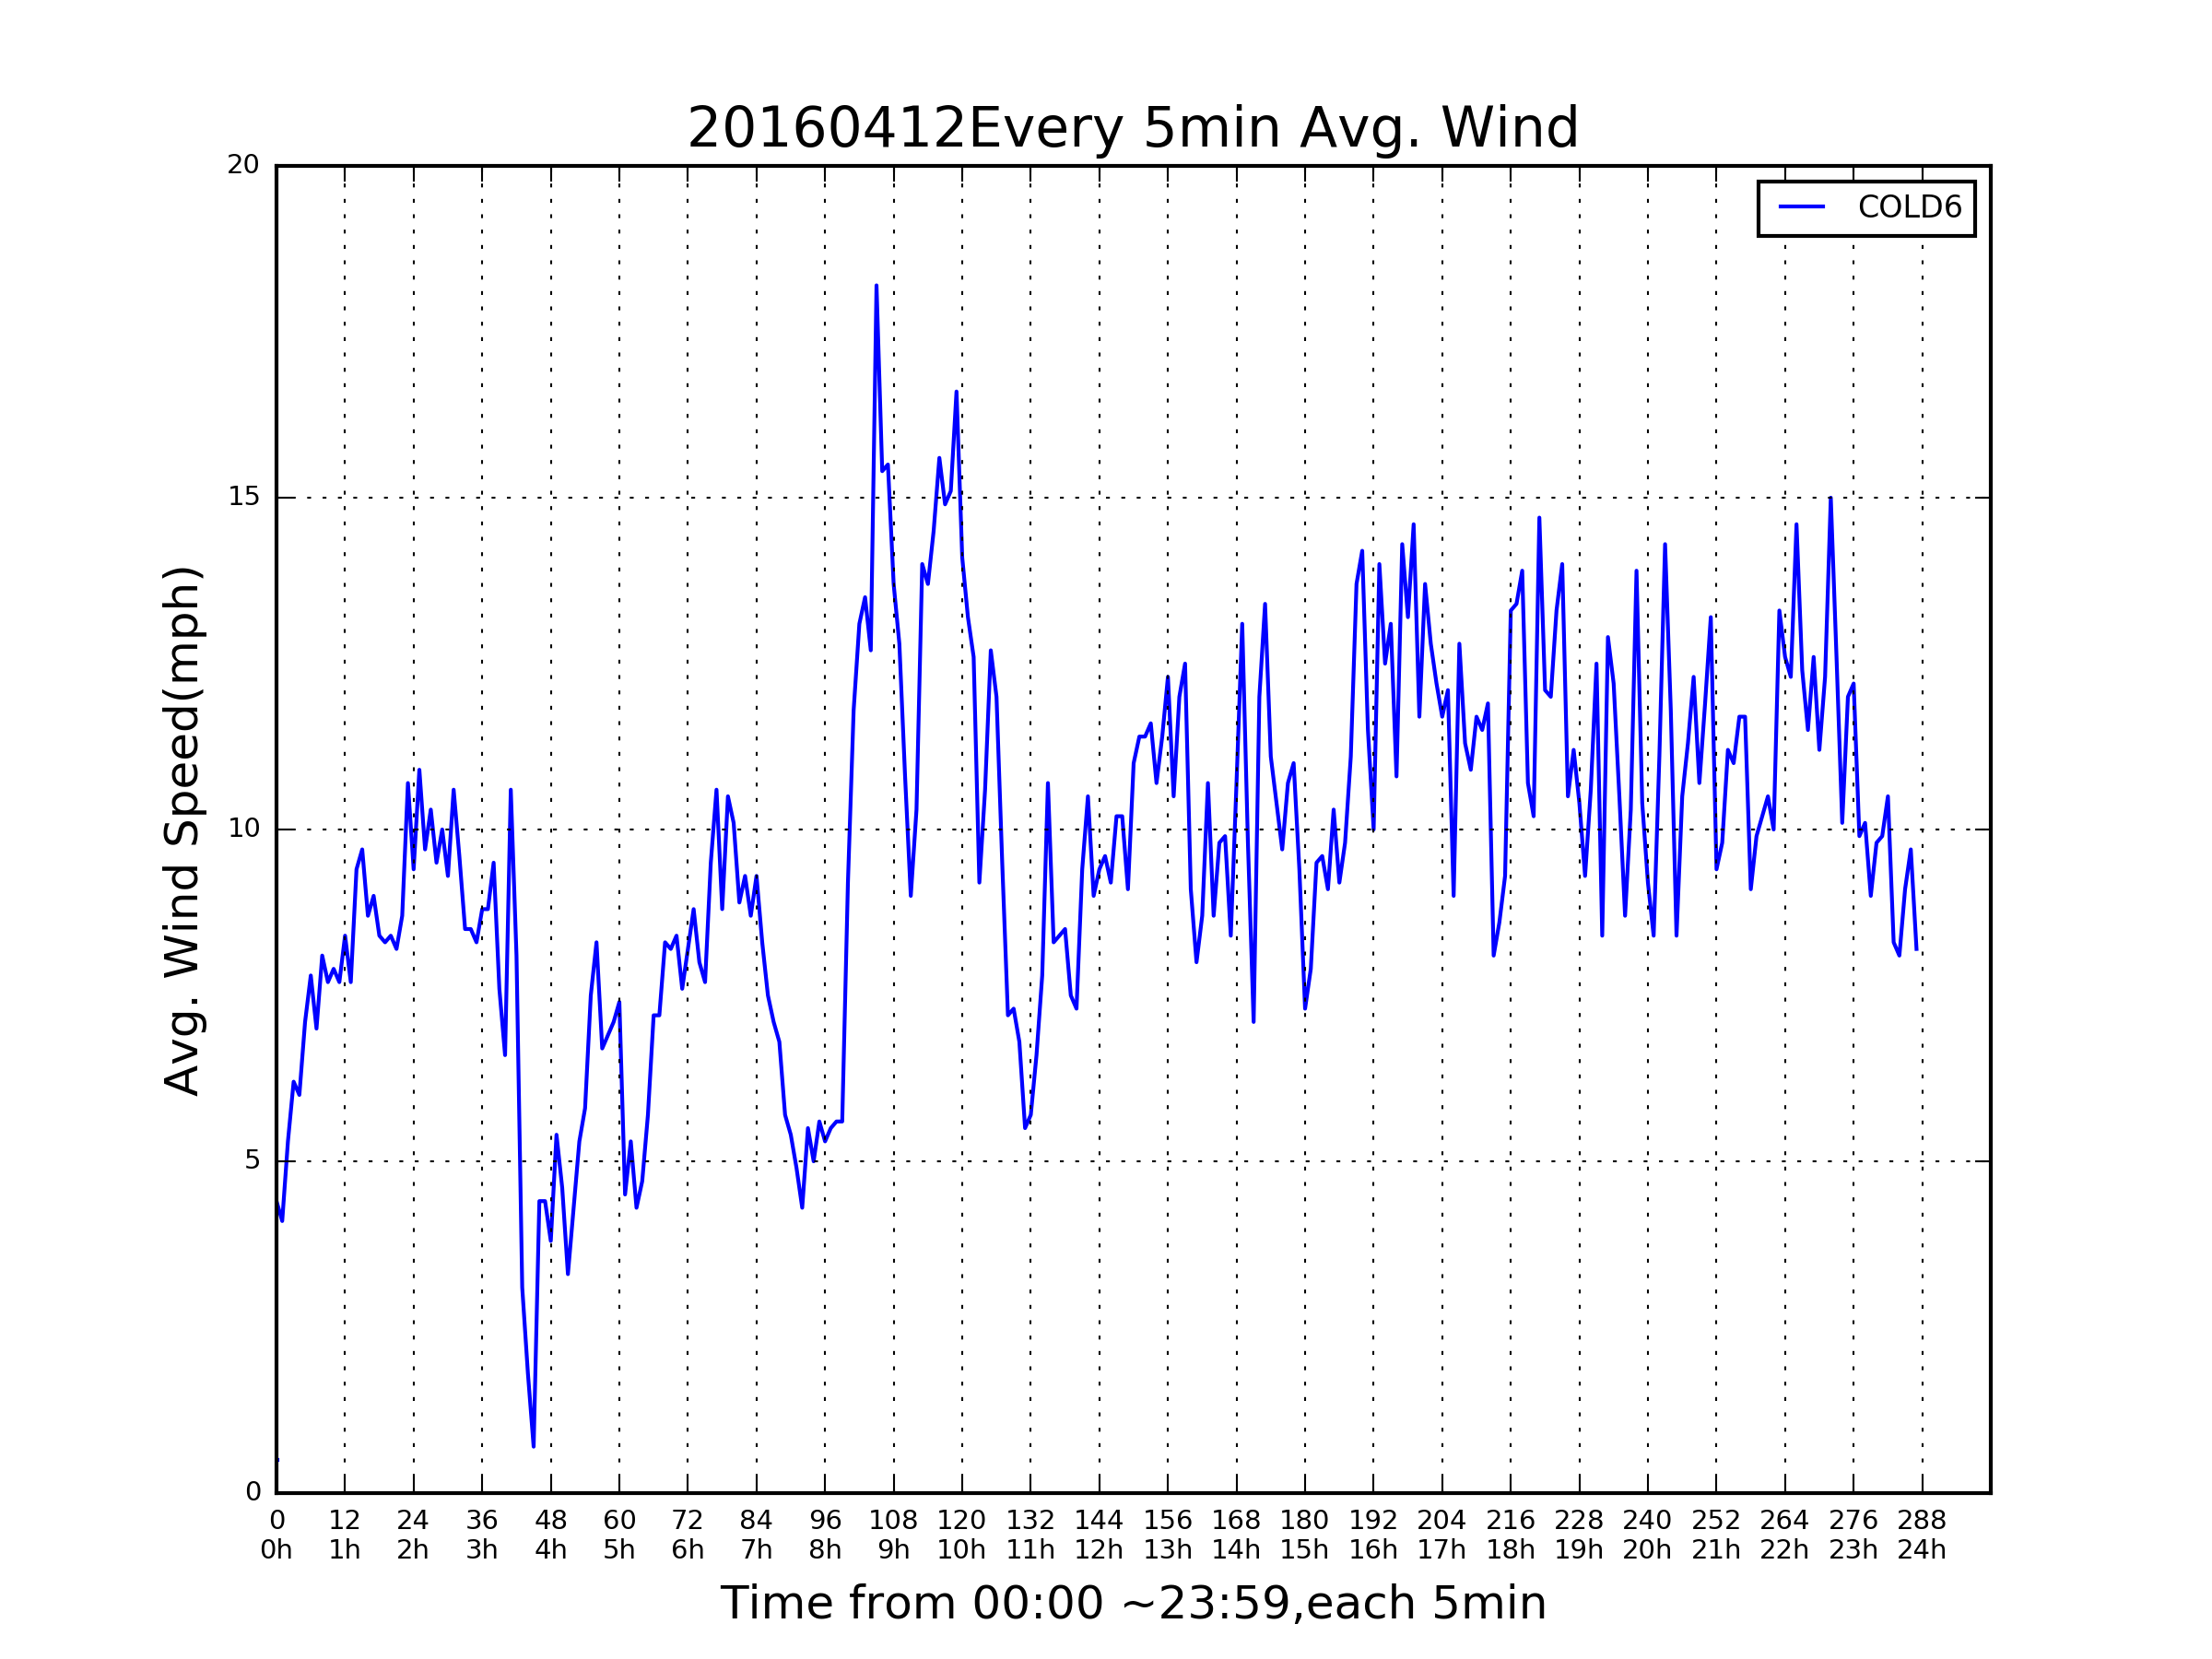 20160412Every 5min Avg. Wind
COLD6
Avg. Wind Speed(mph)
20
15
10
5
0
0 12 24 36 48 60 72 84 96 108 120 132 144 156 168 180 192 204 216 228 240 252 264 276 288
0h 1h 2h 3h 4h 5h 6h 7h 8h 9h 10h 11h 12h 13h 14h 15h 16h 17h 18h 19h 20h 21h 22h 23h 24h
Time from 00:00 ~23:59,each 5min